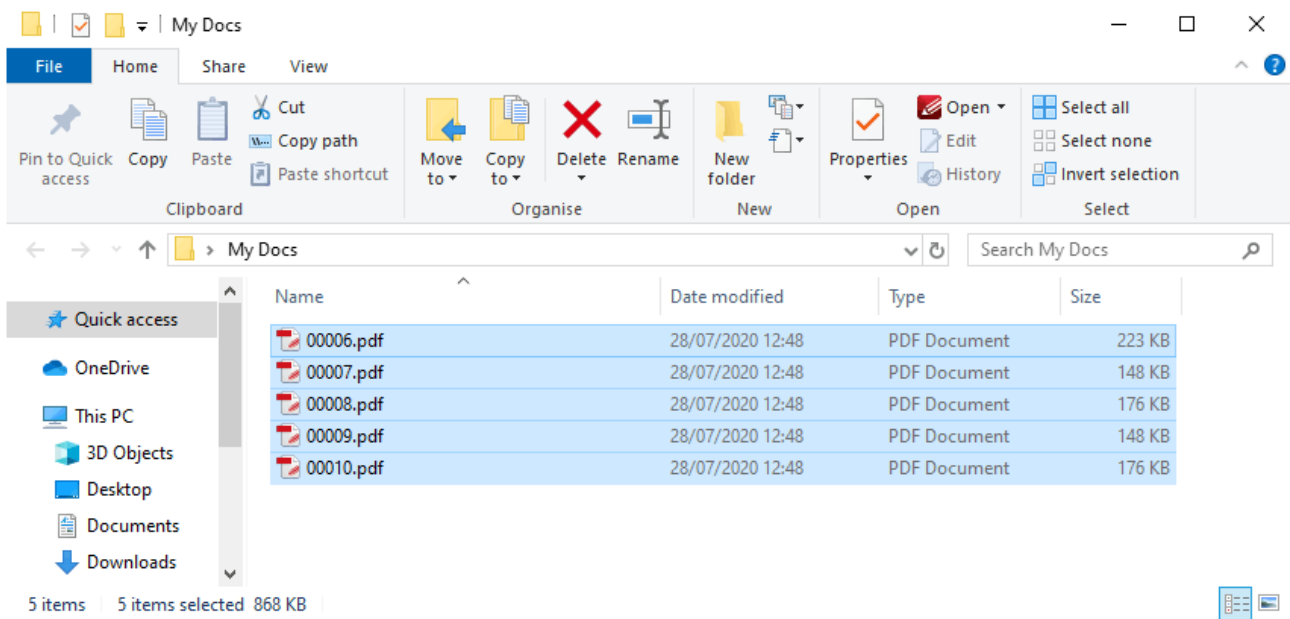 My Docs
File Home Share View
Pin to Quick access
Copy
Paste
Cut
Copy path
Paste shortcut
Clipboard
Move to
Copy to
Delete
Rename
Organise
New folder
New
Properties
Open
Edit
History
Open
Select all
Select none
Invert selection
Select
My Docs
Search My Docs
Quick access
OneDrive
This PC
3D Objects
Desktop
Documents
Downloads
Name Date modified Type Size
00006.pdf 28/07/2020 12:48 PDF Document 223 KB
00007.pdf 28/07/2020 12:48 PDF Document 148 KB
00008.pdf 28/07/2020 12:48 PDF Document 176 KB
00009.pdf 28/07/2020 12:48 PDF Document 148 KB
00010.pdf 28/07/2020 12:48 PDF Document 176 KB
5 items 5 items selected 868 KB